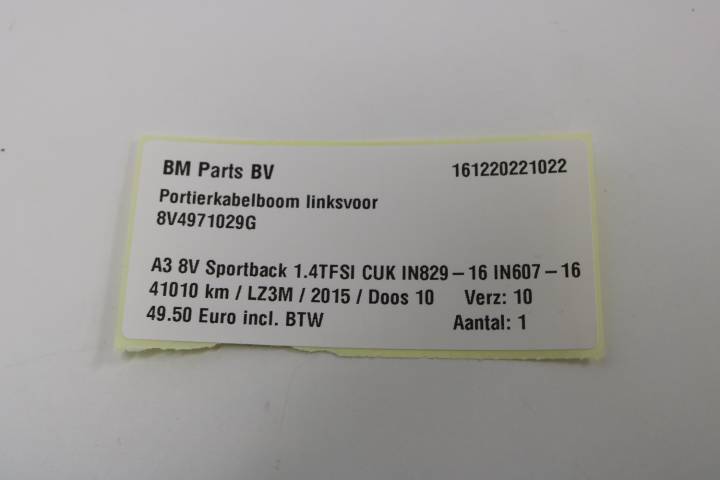 BM Parts BV 161220221022
Portierkabelboom linksvoor
8V4971029G
A3 8V Sportback 1.4TFSI CUK IN829-16 IN607-16
41010 km / LZ3M / 2015 / Doos 10 Verz: 10
49.50 Euro incl. BTW Aantal: 1